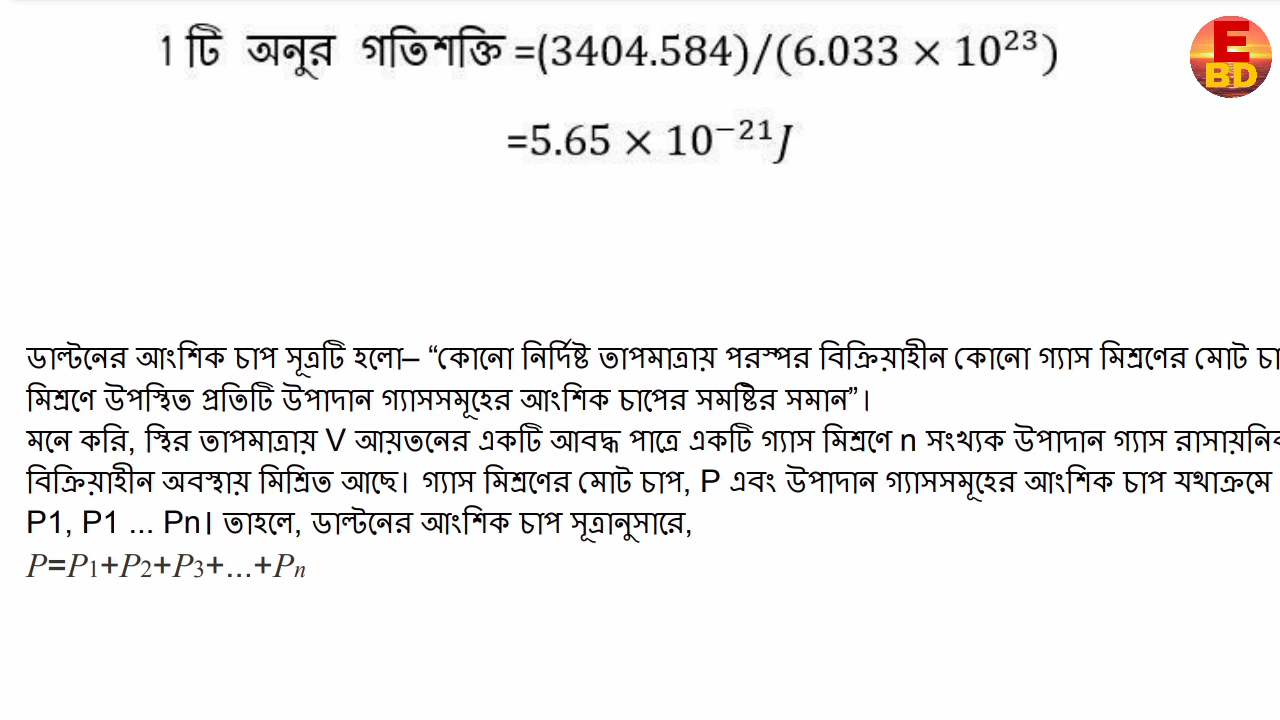 1 টি অনুর গতিশক্তি =(3404.584)/(6.033 × 10²³)
=5.65 × 10⁻²¹J
E
BD
ডাল্টনের আংশিক চাপ সূত্রটি হলো– “কোনো নির্দিষ্ট তাপমাত্রায় পরস্পর বিক্রিয়াহীন কোনো গ্যাস মিশ্রণের মোট
মিশ্রণে উপস্থিত প্রতিটি উপাদান গ্যাসসমূহের আংশিক চাপের সমষ্টির সমান”।
মনে করি, স্থির তাপমাত্রায় V আয়তনের একটি আবদ্ধ পাত্রে একটি গ্যাস মিশ্রণে n সংখ্যক উপাদান গ্যাস
বিক্রিয়াহীন অবস্থায় মিশ্রিত আছে। গ্যাস মিশ্রণের মোট চাপ, P এবং উপাদান গ্যাসসমূহের আংশিক চাপ যথাক্রমে
P1, P1 ... Pn। তাহলে, ডাল্টনের আংশিক চাপ সূত্রানুসারে,
P=P₁+P₂+P₃+...+Pₙ